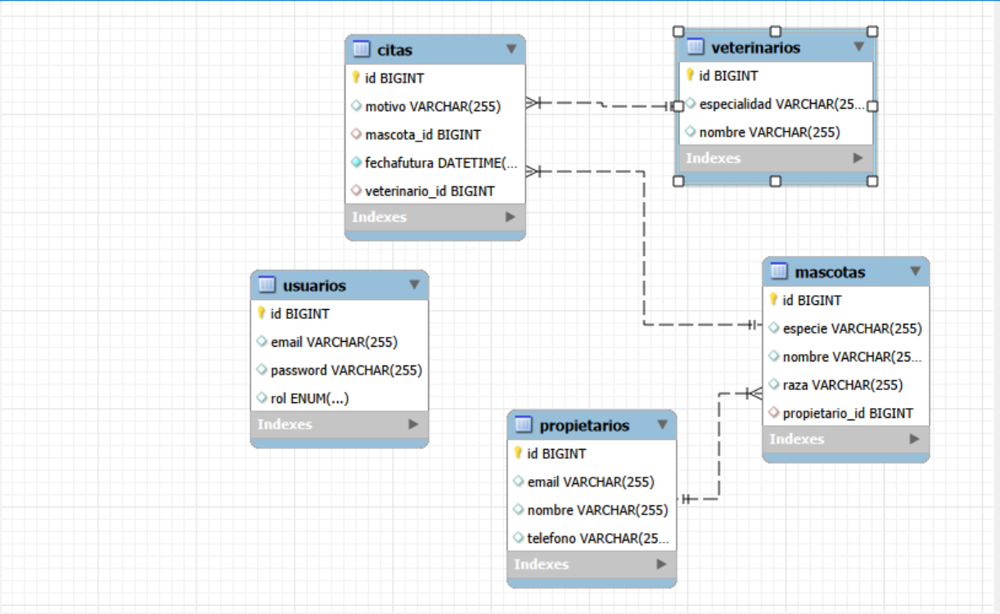 citas
id BIGINT
motivo VARCHAR(255)
mascota_id BIGINT
fechafutura DATETIME(...
veterinario_id BIGINT
Indexes
veterinarios
id BIGINT
especialidad VARCHAR(25...
nombre VARCHAR(255)
Indexes
usuarios
id BIGINT
email VARCHAR(255)
password VARCHAR(255)
rol ENUM(...)
Indexes
mascotas
id BIGINT
especie VARCHAR(255)
nombre VARCHAR(25...
raza VARCHAR(255)
propietario_id BIGINT
Indexes
propietarios
id BIGINT
email VARCHAR(255)
nombre VARCHAR(255)
telefono VARCHAR(25...
Indexes